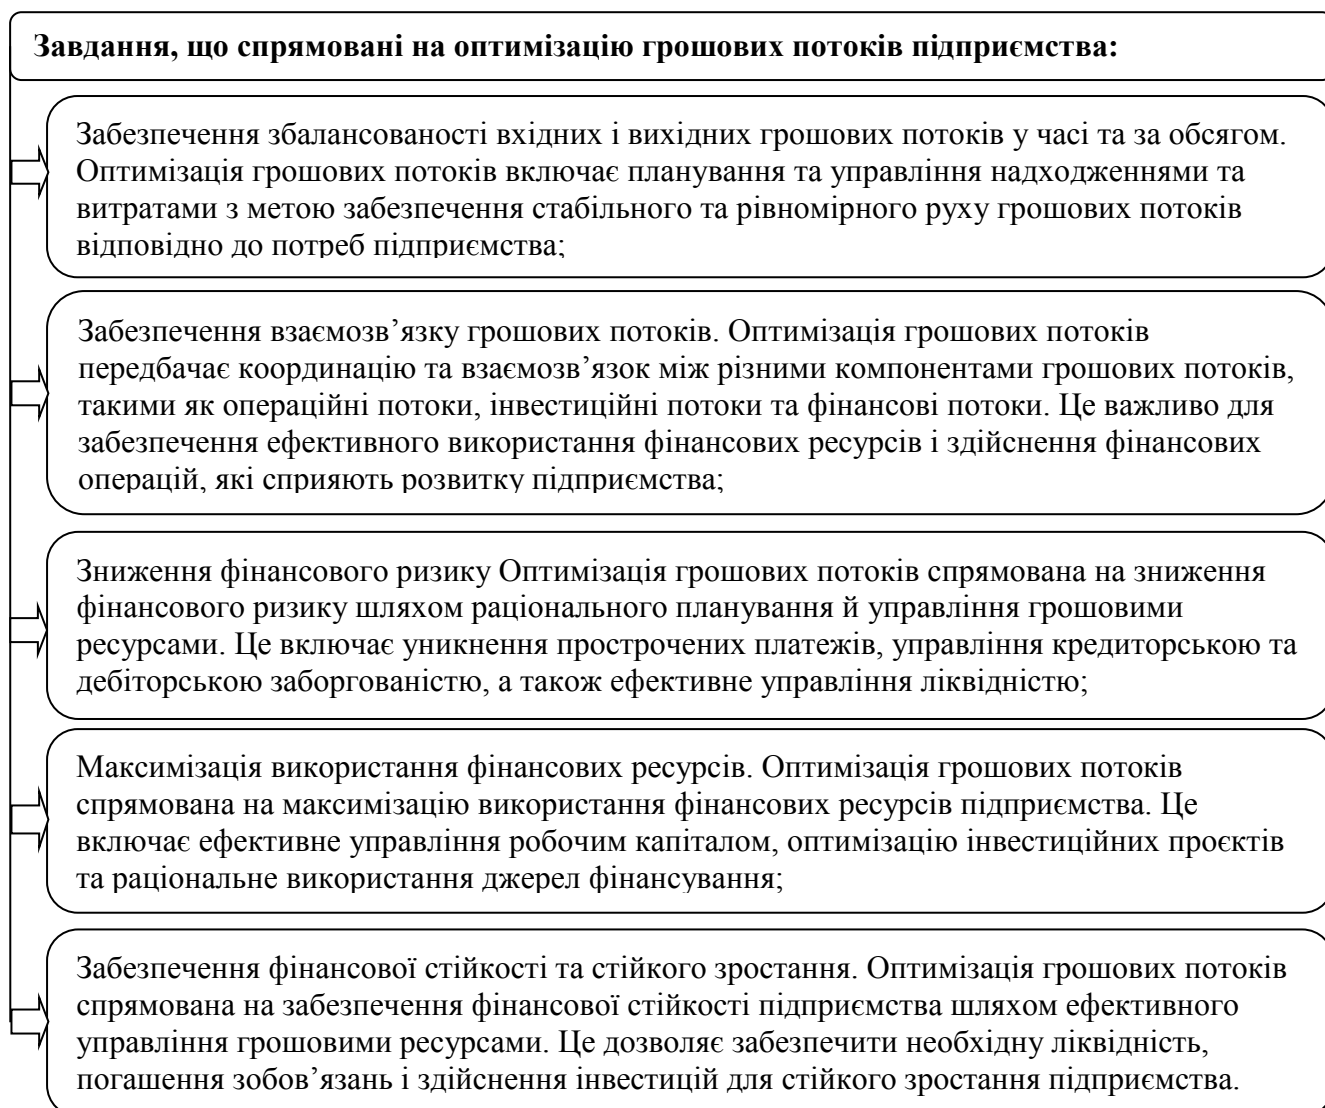 Завдання, що спрямовані на оптимізацію грошових потоків підприємства:
Забезпечення збалансованості вхідних і вихідних грошових потоків у часі та за обсягом.
Оптимізація грошових потоків включає планування та управління надходженнями та
витратами з метою забезпечення стабільного та рівномірного руху грошових потоків
відповідно до потреб підприємства;
Забезпечення взаємозв’язку грошових потоків. Оптимізація грошових потоків
передбачає координацію та взаємозв’язок між різними компонентами грошових потоків,
такими як операційні потоки, інвестиційні потоки та фінансові потоки. Це важливо для
забезпечення ефективного використання фінансових ресурсів і здійснення фінансових
операцій, які сприяють розвитку підприємства;
Зниження фінансового ризику Оптимізація грошових потоків спрямована на зниження
фінансового ризику шляхом раціонального планування й управління грошовими
ресурсами. Це включає уникнення прострочених платежів, управління кредиторською та
дебіторською заборгованістю, а також ефективне управління ліквідністю;
Максимізація використання фінансових ресурсів. Оптимізація грошових потоків
спрямована на максимізацію використання фінансових ресурсів підприємства. Це
включає ефективне управління робочим капіталом, оптимізацію інвестиційних проєктів
та раціональне використання джерел фінансування;
Забезпечення фінансової стійкості та стійкого зростання. Оптимізація грошових потоків
спрямована на забезпечення фінансової стійкості підприємства шляхом ефективного
управління грошовими ресурсами. Це дозволяє забезпечити необхідну ліквідність,
погашення зобов’язань і здійснення інвестицій для стійкого зростання підприємства.